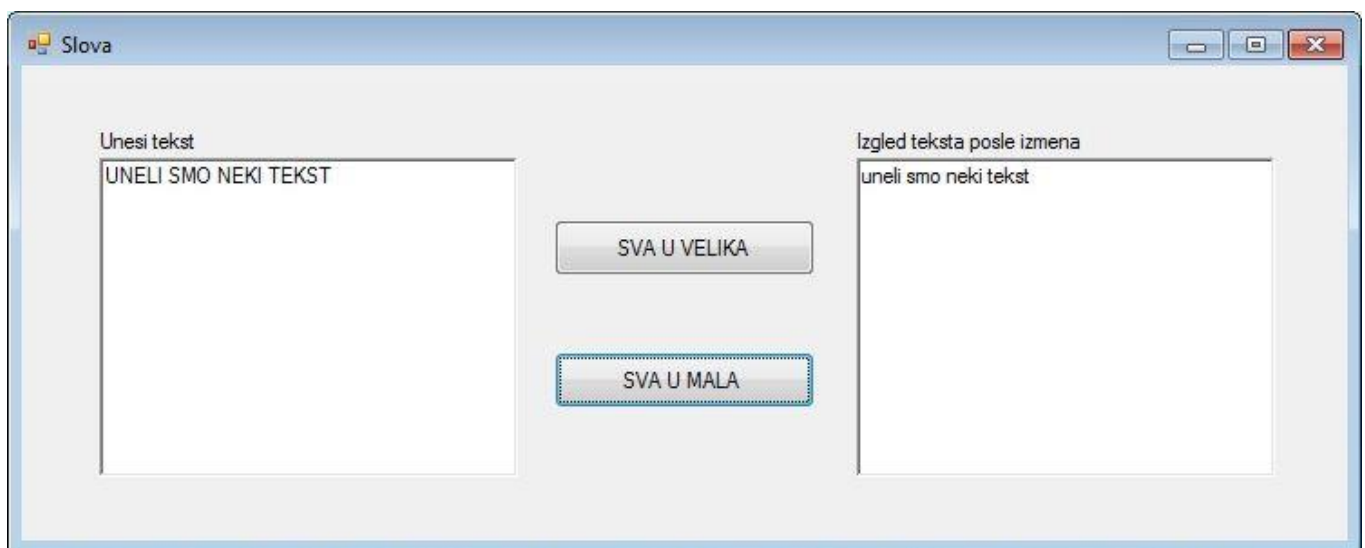 Slova
Unesi tekst
UNELI SMO NEKI TEKST
SVA U VELIKA
SVA U MALA
Izgled teksta posle izmena
uneli smo neki tekst